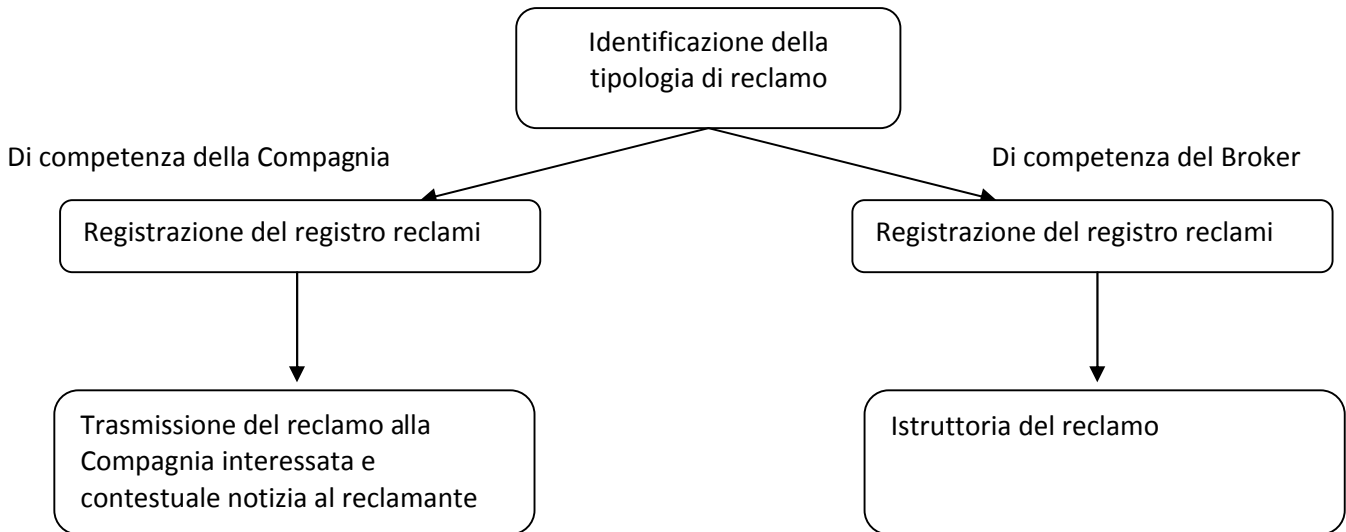 Identificazione della
tipologia di reclamo
Di competenza della Compagnia
Di competenza del Broker
Registrazione del registro reclami
Registrazione del registro reclami
Trasmissione del reclamo alla
Compagnia interessata e
contestuale notizia al reclamante
Istruttoria del reclamo